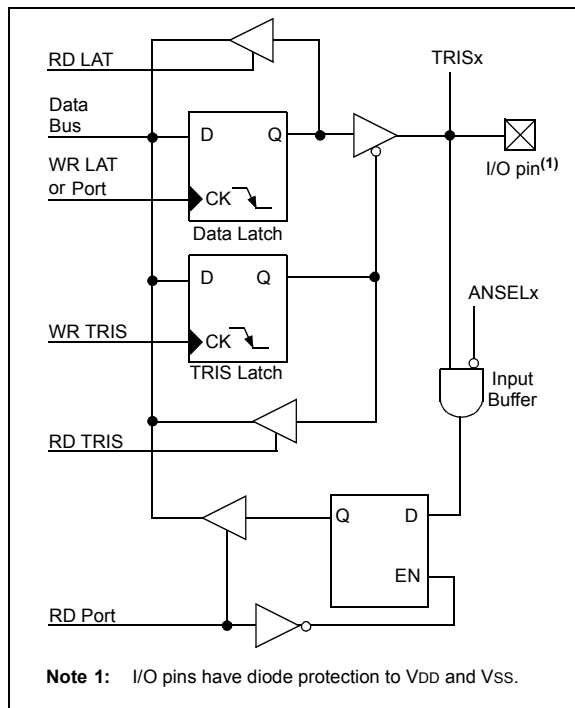 RD LAT
TRISx
Data
Bus
D
Q
I/O pin(1)
WR LAT
or Port
CK
Data Latch
D
Q
ANSELx
WR TRIS
CK
TRIS Latch
Input
Buffer
RD TRIS
Q
D
EN
RD Port
Note 1: I/O pins have diode protection to VDD and VSS.